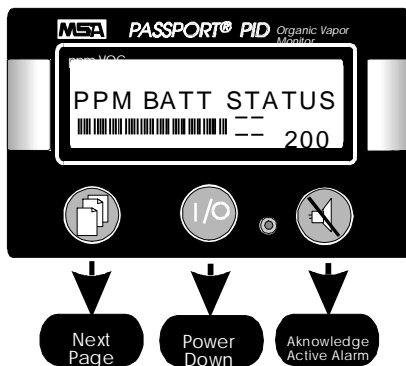 MSA PASSPORT® PID Organic Vapor
Monitor
ppm VOC
PPM BATT STATUS
200
I/O
Next
Page
Power
Down
Aknowledge
Active Alarm